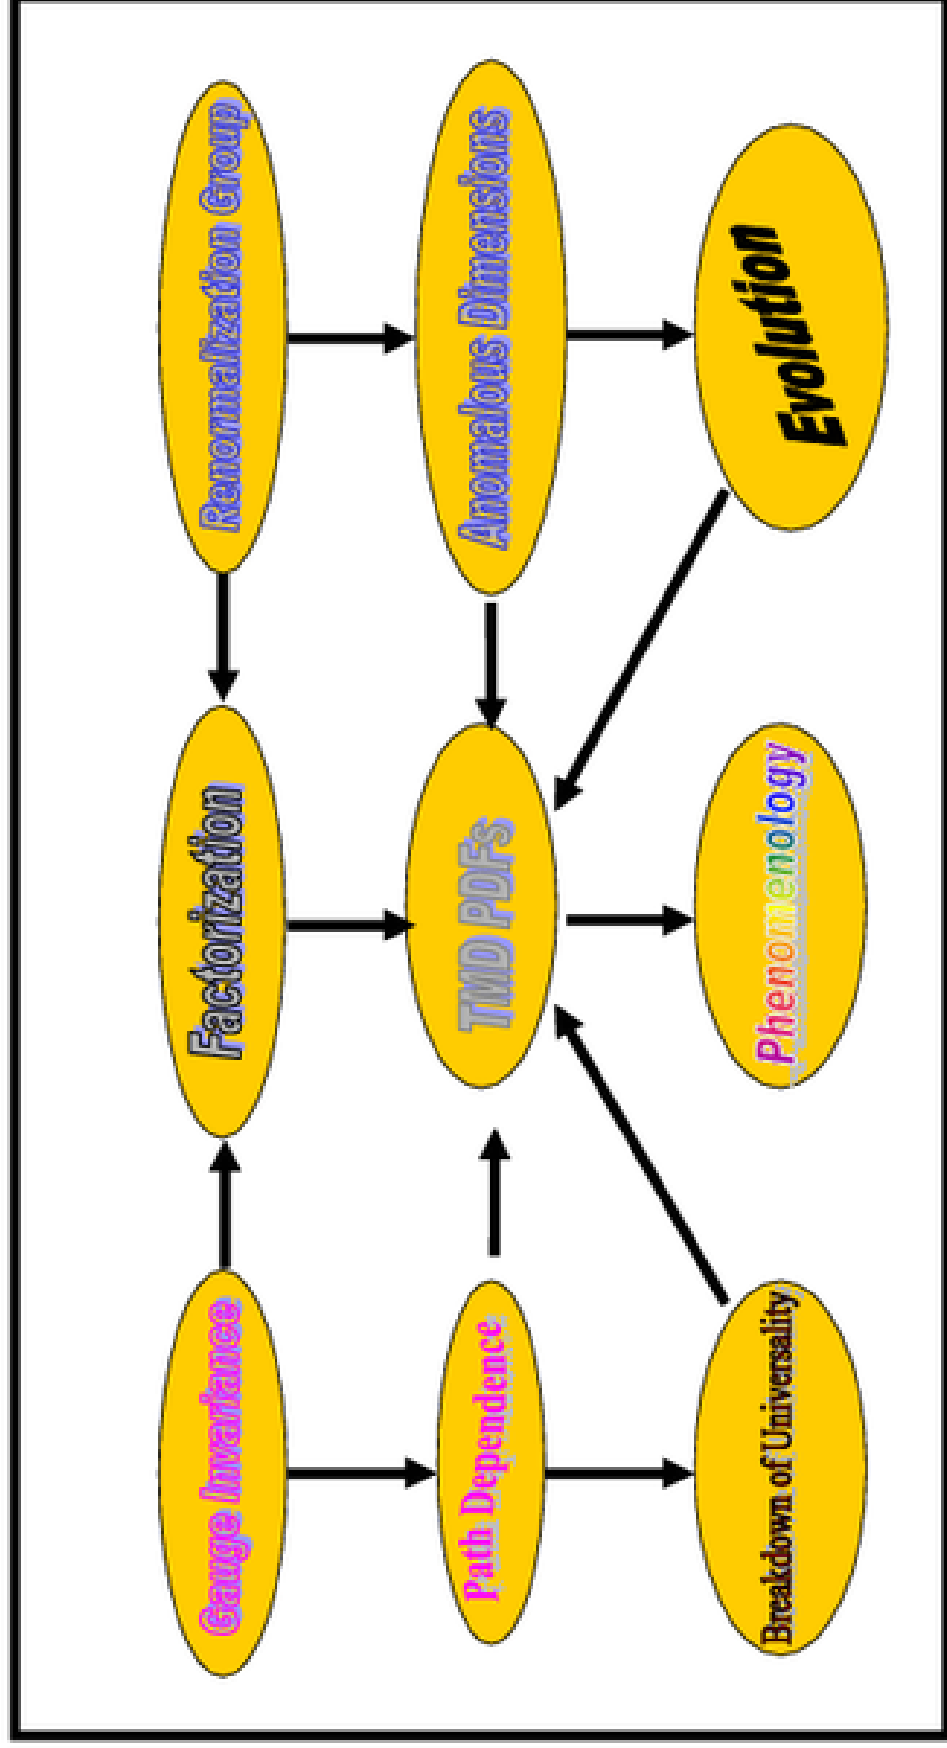 Gauge Invariance
Factorization
Renormalization Group
Path Dependence
TMD PDFs
Anomalous Dimensions
Breakdown of Universality
Phenomenology
Evolution